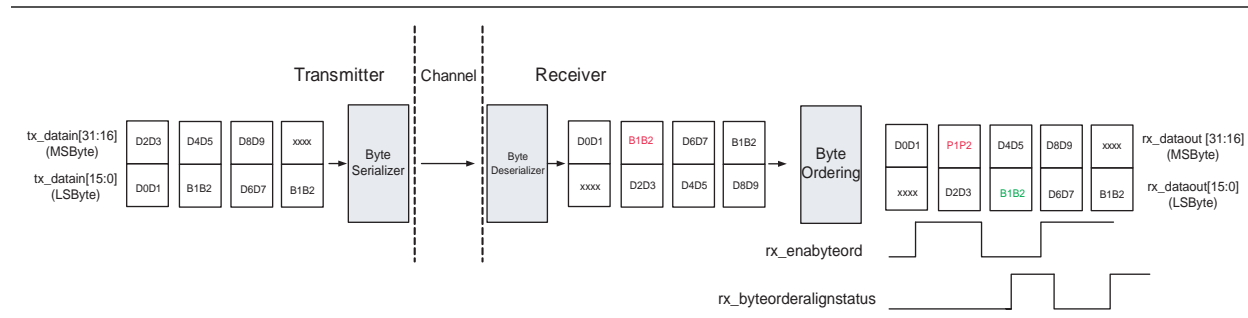 Transmitter
Channel
Receiver
tx_datain[31:16]
(MSByte)
tx_datain[15:0]
(LSByte)
D2D3
D4D5
D8D9
xxxx
D0D1
B1B2
D6D7
B1B2
Byte
Serializer
Byte
Deserializer
D0D1
B1B2
D6D7
B1B2
xxxx
D2D3
D4D5
D8D9
Byte
Ordering
D0D1
P1P2
D4D5
D8D9
xxxx
xxxx
D2D3
B1B2
D6D7
B1B2
rx_dataout [31:16]
(MSByte)
rx_dataout[15:0]
(LSByte)
rx_enabyteord
rx_byteorderalignstatus